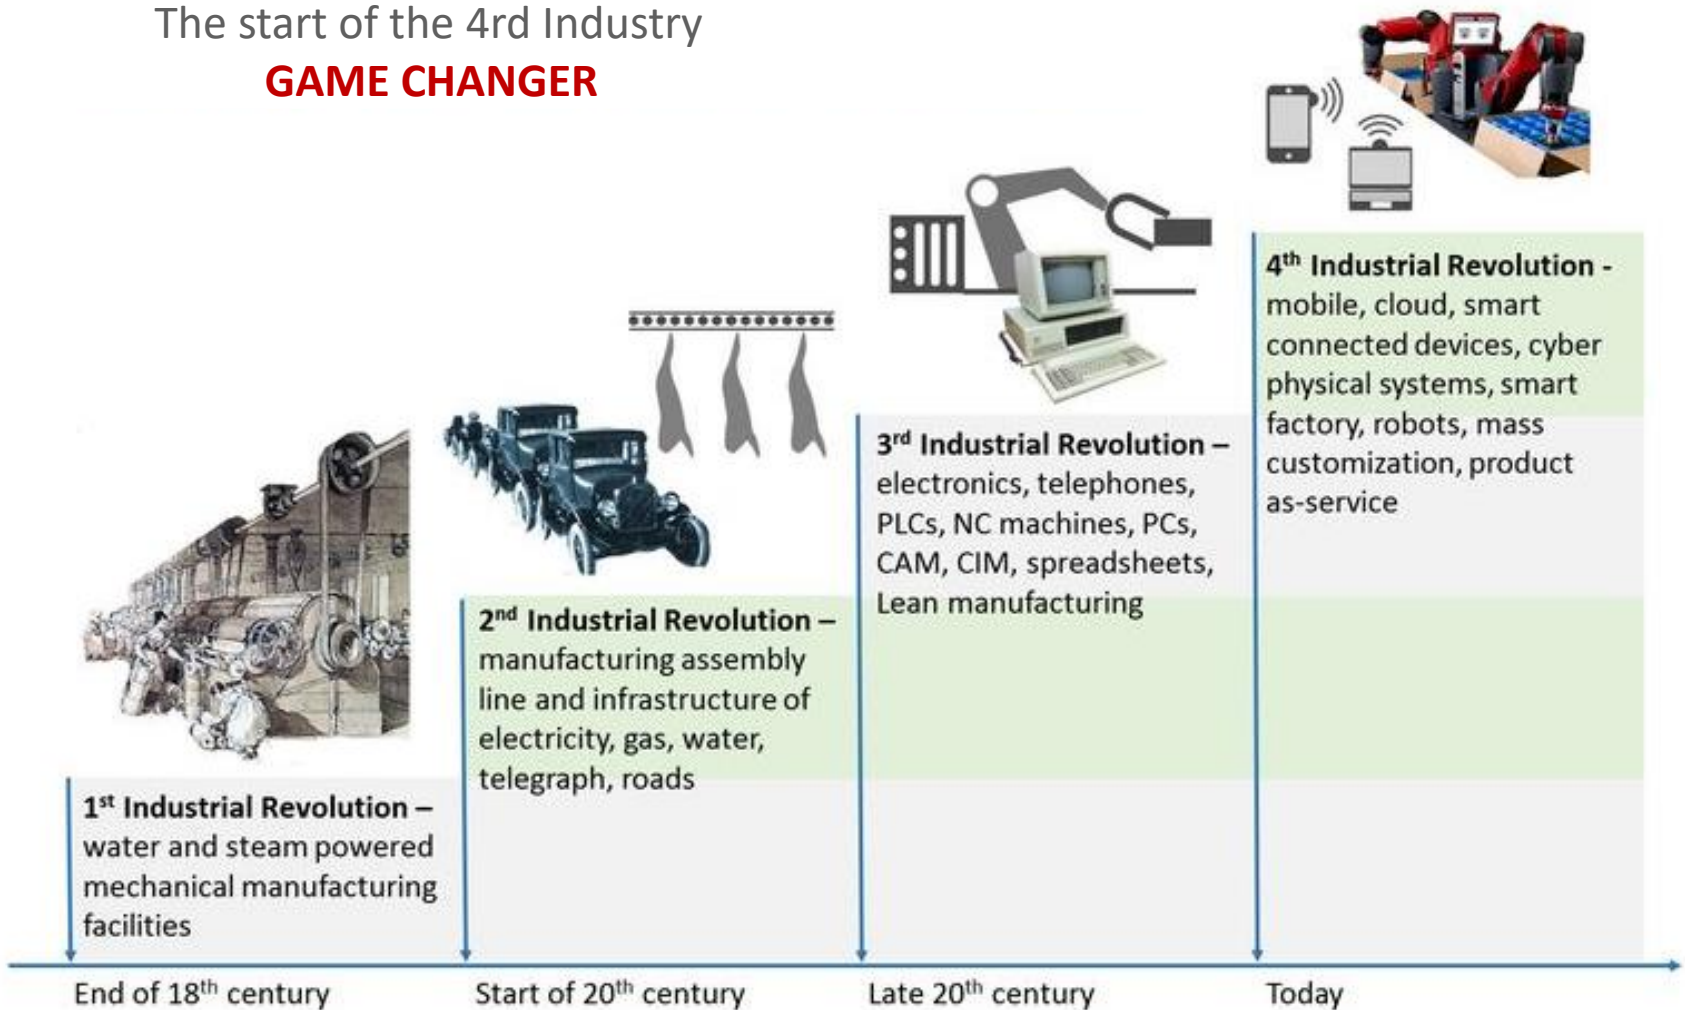 The start of the 4rd Industry
GAME CHANGER
1st Industrial Revolution –
water and steam powered
mechanical manufacturing
facilities
2nd Industrial Revolution –
manufacturing assembly
line and infrastructure of
electricity, gas, water,
telegraph, roads
3rd Industrial Revolution –
electronics, telephones,
PLCs, NC machines, PCs,
CAM, CIM, spreadsheets,
Lean manufacturing
4th Industrial Revolution -
mobile, cloud, smart
connected devices, cyber
physical systems, smart
factory, robots, mass
customization, product
as-service
End of 18th century
Start of 20th century
Late 20th century
Today